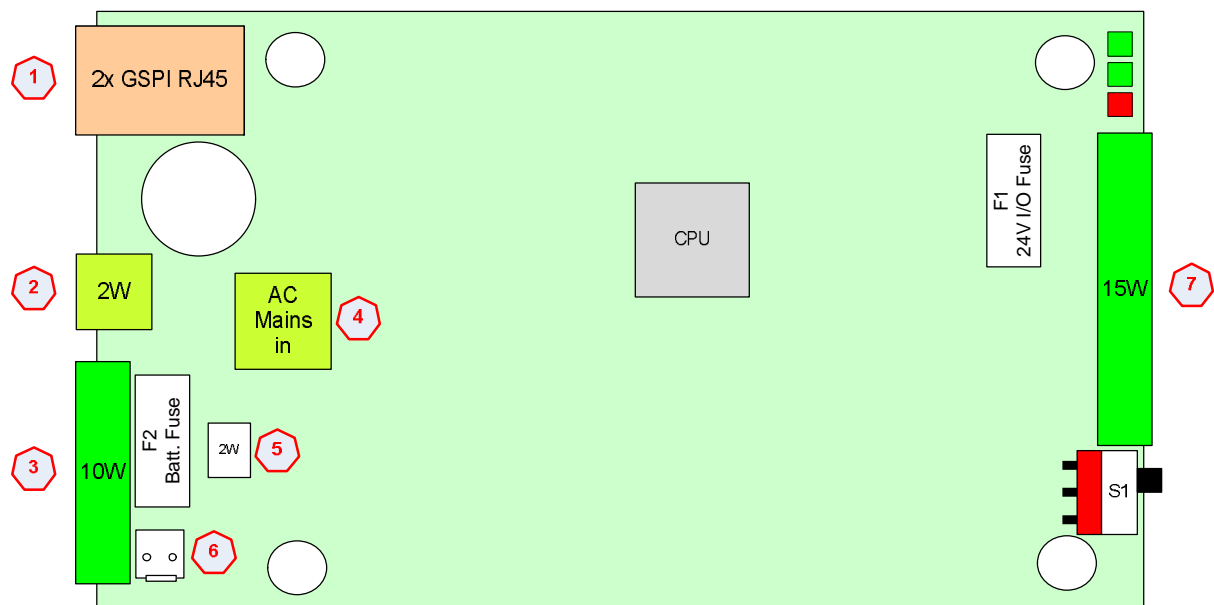 1
2x GSPI RJ45
F1
24V I/O Fuse
CPU
2
2W
AC
Mains
in
4
15W
7
3
10W
F2
Batt. Fuse
2W
5
S1
6